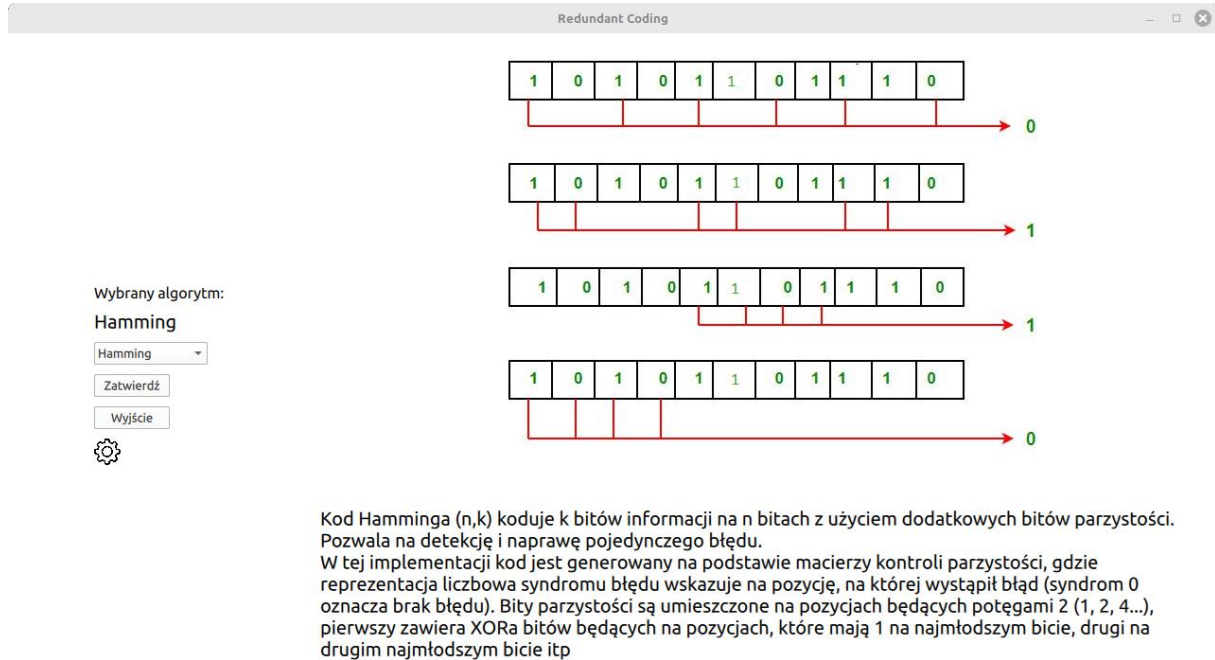 Redundant Coding
1 0 1 0 1 1 0 1 1 1 0
0
1 0 1 0 1 1 0 1 1 1 0
1
1 0 1 0 1 1 0 1 1 1 0
1
1 0 1 0 1 1 0 1 1 1 0
0
Wybrany algorytm:
Hamming
Hamming
Zatwierdź
Wyjście
Kod Hamminga (n,k) koduje k bitów informacji na n bitach z użyciem dodatkowych bitów parzystości.
Pozwala na detekcję i naprawę pojedynczego błędu.
W tej implementacji kod jest generowany na podstawie macierzy kontroli parzystości, gdzie
reprezentacja liczbowa syndromu błędu wskazuje na pozycję, na której wystąpił błąd (syndrom 0
oznacza brak błędu). Bity parzystości są umieszczone na pozycjach będących potęgami 2 (1, 2, 4...),
pierwszy zawiera XORa bitów będących na pozycjach, które mają 1 na najmłodszym bicie, drugi na
drugim najmłodszym bicie itp